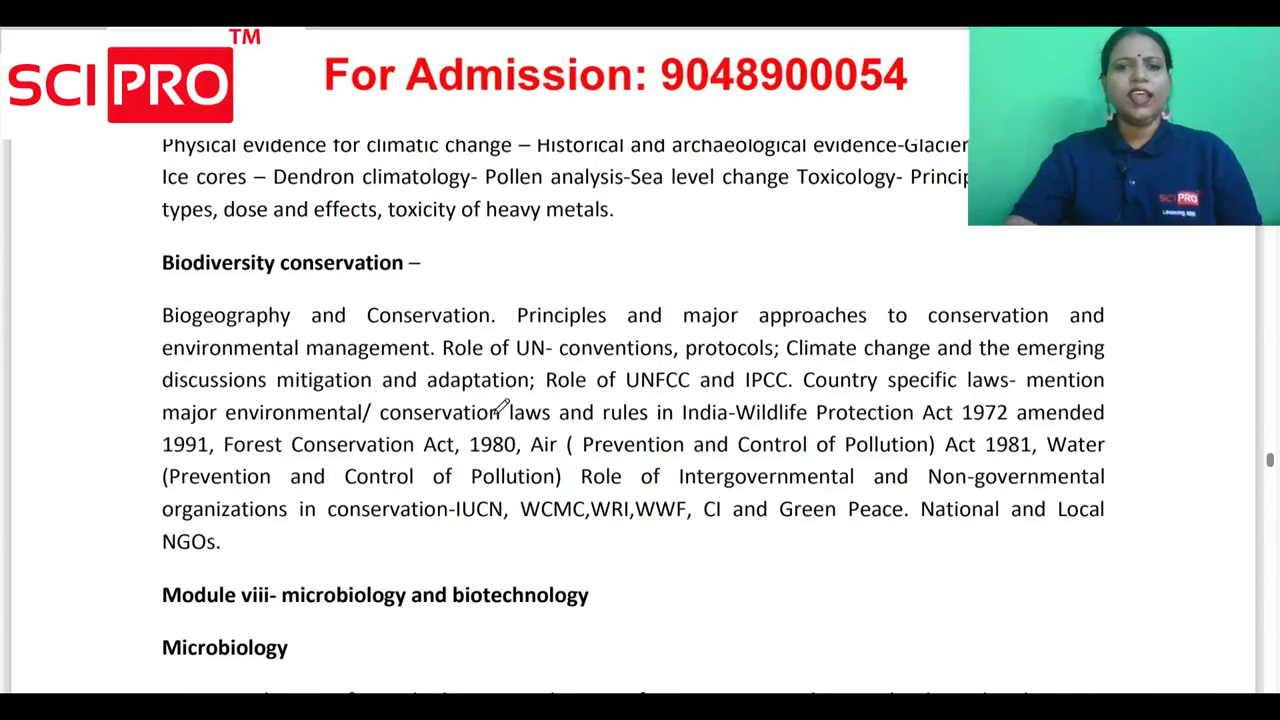 TM
SCI PRO
For Admission: 9048900054
Physical evidence for climatic change – Historical and archaeological evidence-Glacier
Ice cores – Dendron climatology- Pollen analysis-Sea level change Toxicology- Princip
types, dose and effects, toxicity of heavy metals.
Biodiversity conservation –
Biogeography and Conservation. Principles and major approaches to conservation and
environmental management. Role of UN- conventions, protocols; Climate change and the emerging
discussions mitigation and adaptation; Role of UNFCC and IPCC. Country specific laws- mention
major environmental/ conservation laws and rules in India-Wildlife Protection Act 1972 amended
1991, Forest Conservation Act, 1980, Air ( Prevention and Control of Pollution) Act 1981, Water
(Prevention and Control of Pollution) Role of Intergovernmental and Non-governmental
organizations in conservation-IUCN, WCMC,WRI,WWF, CI and Green Peace. National and Local
NGOs.
Module viii- microbiology and biotechnology
Microbiology
SCIPRO
Learning app